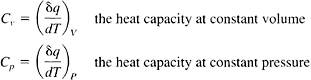 C_v = (δq/dT)_V the heat capacity at constant volume
C_p = (δq/dT)_P the heat capacity at constant pressure